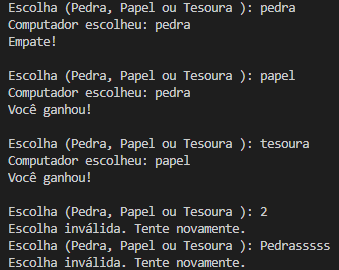 Escolha (Pedra, Papel ou Tesoura ): pedra
Computador escolheu: pedra
Empate!

Escolha (Pedra, Papel ou Tesoura ): papel
Computador escolheu: pedra
Você ganhou!

Escolha (Pedra, Papel ou Tesoura ): tesoura
Computador escolheu: papel
Você ganhou!

Escolha (Pedra, Papel ou Tesoura ): 2
Escolha inválida. Tente novamente.
Escolha (Pedra, Papel ou Tesoura ): Pedrasssss
Escolha inválida. Tente novamente.